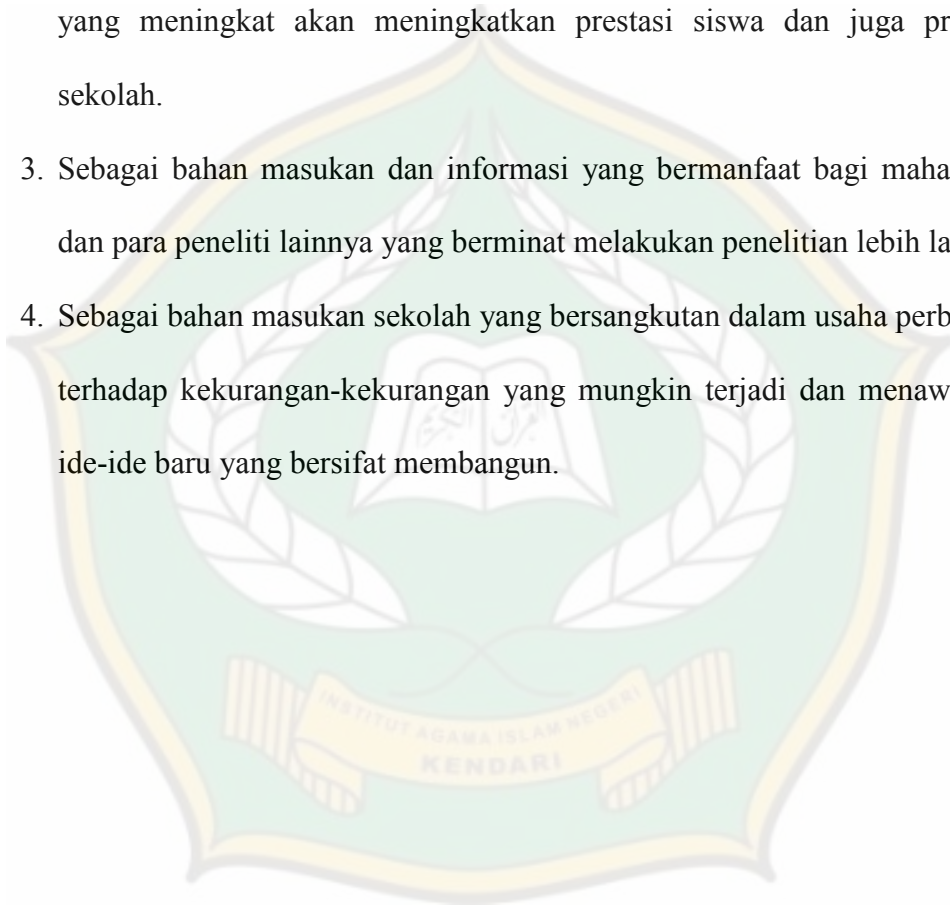 yang meningkat akan meningkatkan prestasi siswa dan juga pr
sekolah.
3. Sebagai bahan masukan dan informasi yang bermanfaat bagi maha
dan para peneliti lainnya yang berminat melakukan penelitian lebih la
4. Sebagai bahan masukan sekolah yang bersangkutan dalam usaha perb
terhadap kekurangan-kekurangan yang mungkin terjadi dan menaw
ide-ide baru yang bersifat membangun.
INSTITUT AGAMA ISLAM NEGERI
KENDARI